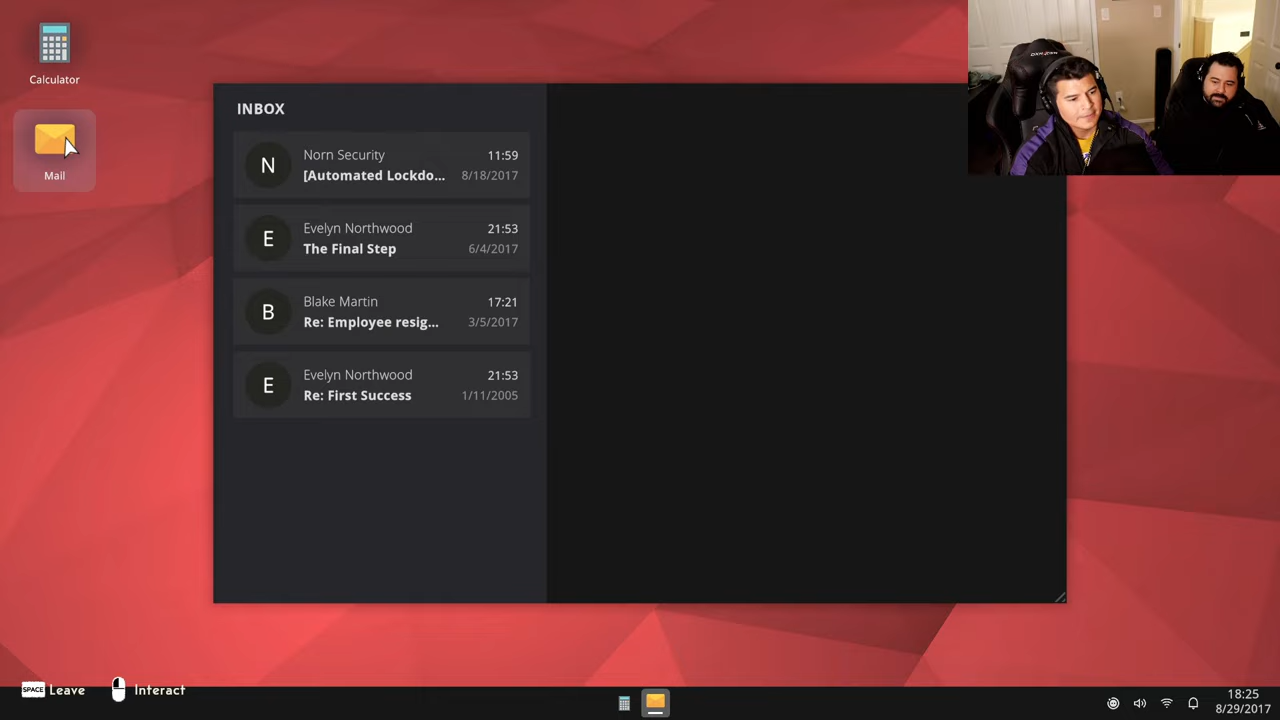 Calculator
Mail
INBOX
N
Norn Security 11:59
[Automated Lockdo... 8/18/2017
E
Evelyn Northwood 21:53
The Final Step 6/4/2017
B
Blake Martin 17:21
Re: Employee resig... 3/5/2017
E
Evelyn Northwood 21:53
Re: First Success 1/11/2005
SPACE Leave Interact
18:25
8/29/2017